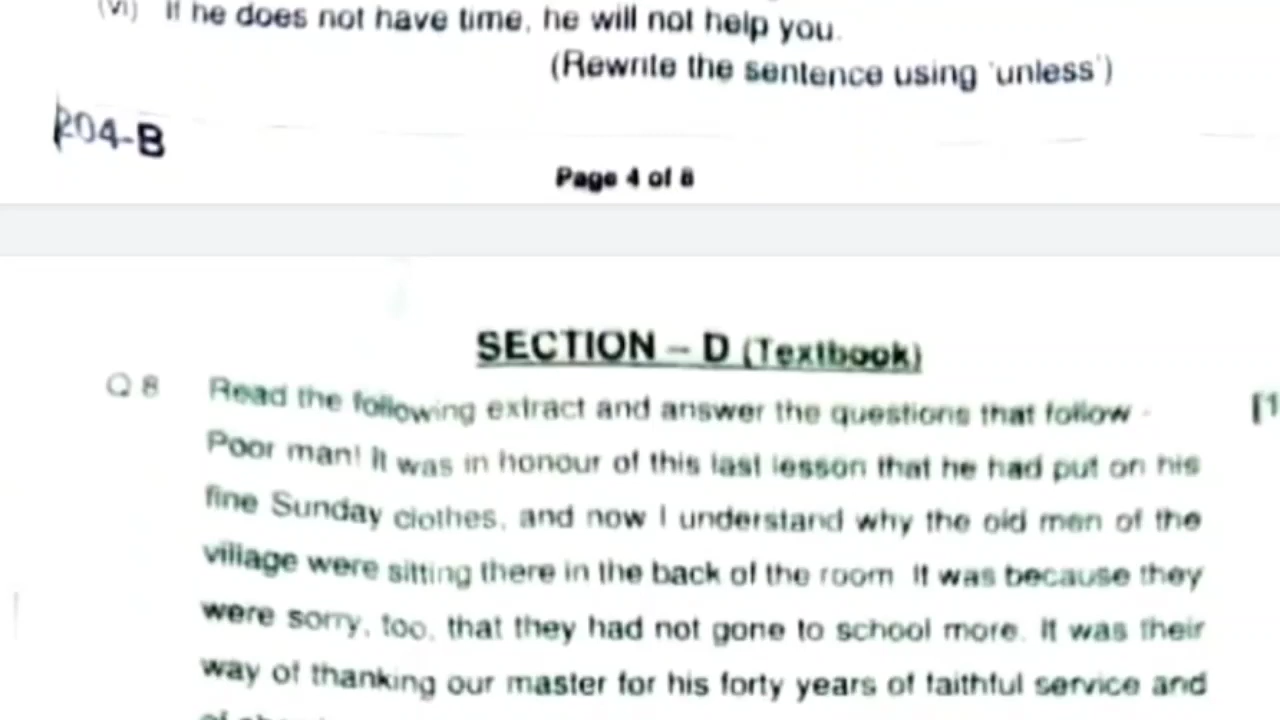 (vi) If he does not have time, he will not help you.
(Rewrite the sentence using 'unless')
204-B
Page 4 of 8
SECTION – D (Textbook)
Q 8 Read the following extract and answer the questions that follow - [1
Poor man! It was in honour of this last lesson that he had put on his
fine Sunday clothes, and now I understand why the old men of the
village were sitting there in the back of the room. It was because they
were sorry, too, that they had not gone to school more. It was their
way of thanking our master for his forty years of faithful service and